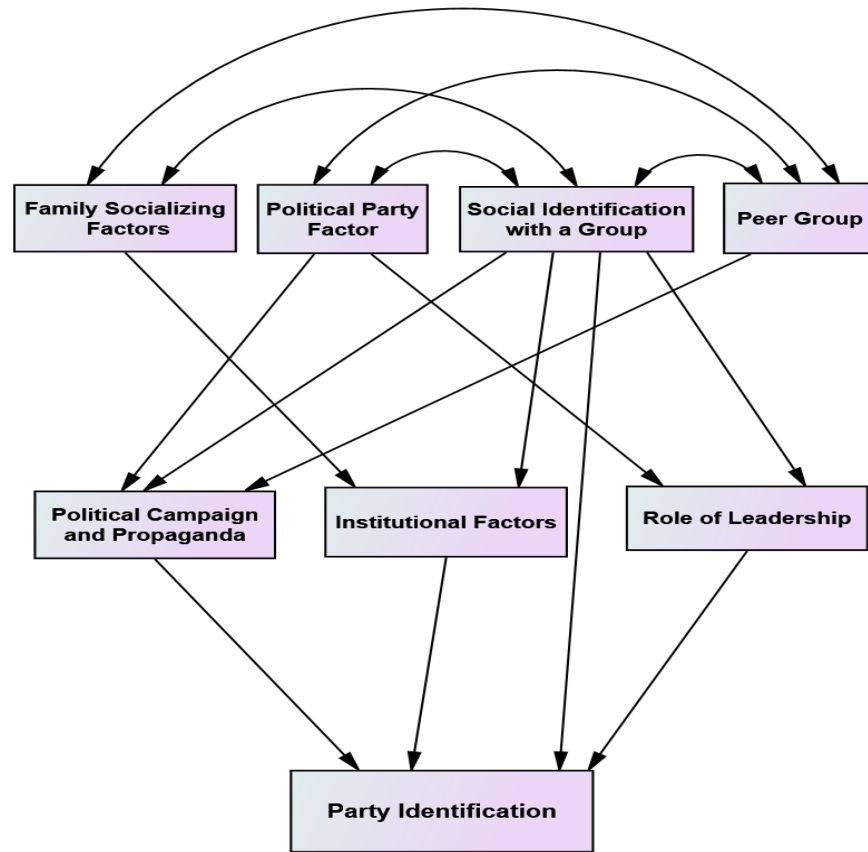 Family Socializing
Factors
Political Party
Factor
Social Identification
with a Group
Peer Group
Political Campaign
and Propaganda
Institutional Factors
Role of Leadership
Party Identification